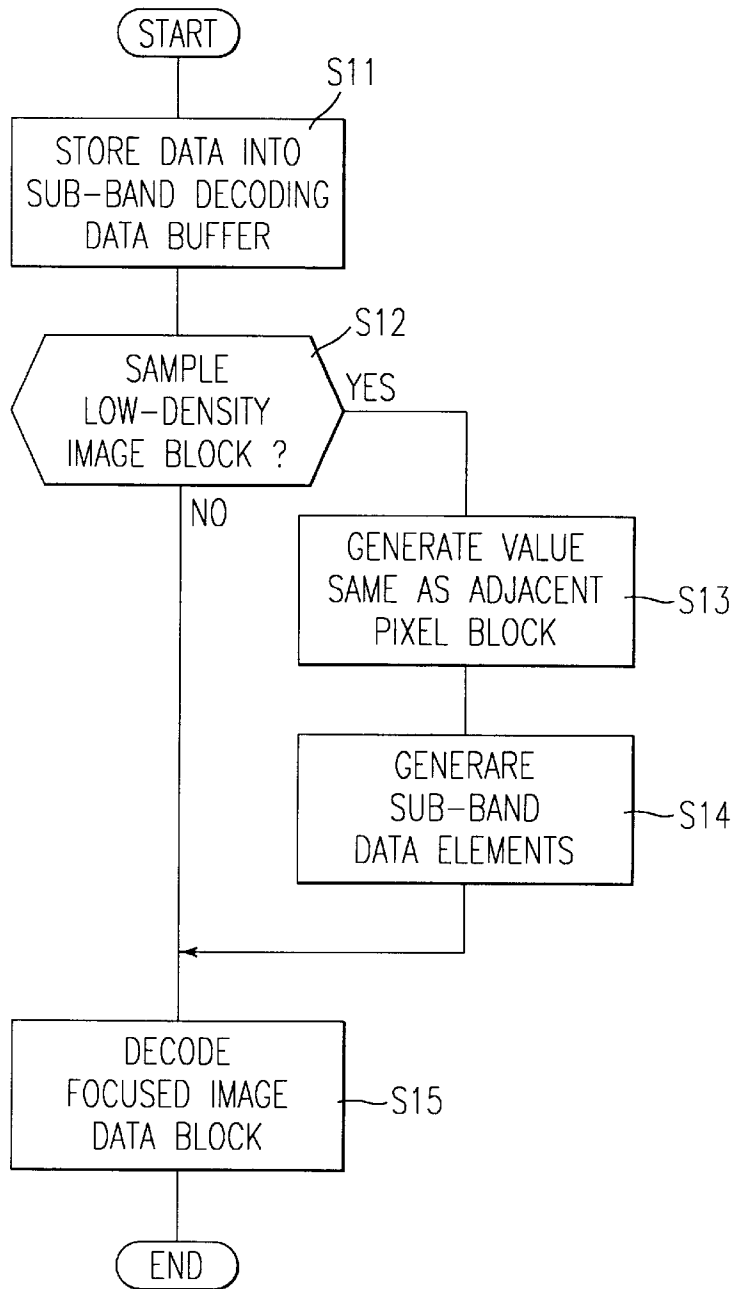 START
S11
STORE DATA INTO
SUB-BAND DECODING
DATA BUFFER
S12
SAMPLE
LOW-DENSITY
IMAGE BLOCK ?
YES
NO
GENERATE VALUE
SAME AS ADJACENT
PIXEL BLOCK
S13
GENERARE
SUB-BAND
DATA ELEMENTS
S14
DECODE
FOCUSED IMAGE
DATA BLOCK
S15
END